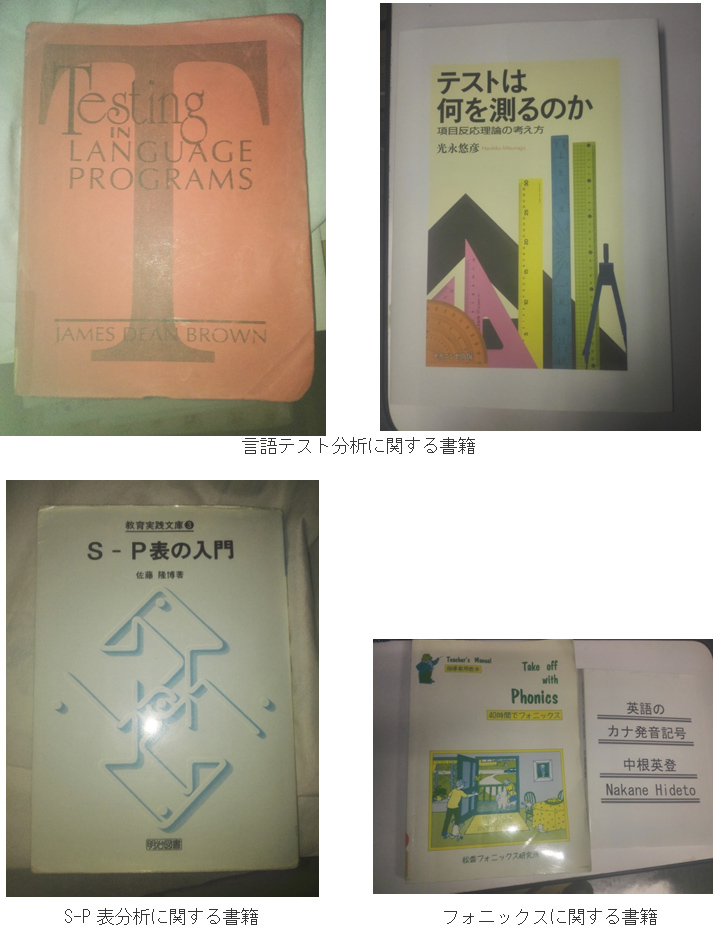 Testing
IN
LANGUAGE
PROGRAMS
JAMES DEAN BROWN
テストは
何を測るのか
項目反応理論の考え方
光永悠彦
言語テスト分析に関する書籍
教育実践文庫③
S－P表の入門
佐藤 隆博著
明治図書
S-P 表分析に関する書籍
Teacher's Manual
Take off
with
Phonics
40時間でフォニックス
松香フォニックス研究所
英語の
カナ発音記号
中根英登
Nakane Hideto
フォニックスに関する書籍